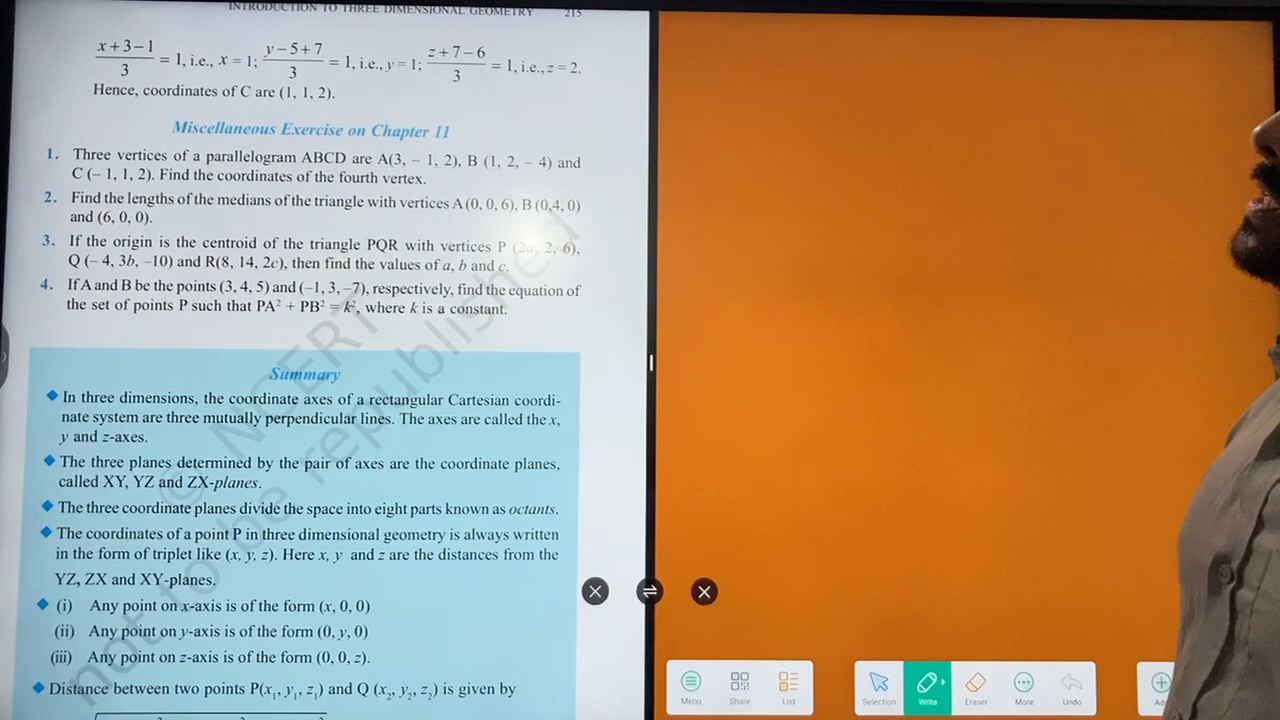 INTRODUCTION TO THREE DIMENSIONAL GEOMETRY 215
x+3−1/3 = 1, i.e., x = 1; y−5+7/3 = 1, i.e., y = 1; z+7−6/3 = 1, i.e., z = 2.
Hence, coordinates of C are (1, 1, 2).
Miscellaneous Exercise on Chapter 11
1. Three vertices of a parallelogram ABCD are A(3, − 1, 2), B (1, 2, − 4) and
C (− 1, 1, 2). Find the coordinates of the fourth vertex.
2. Find the lengths of the medians of the triangle with vertices A (0, 0, 6), B (0,4, 0)
and (6, 0, 0).
3. If the origin is the centroid of the triangle PQR with vertices P (2a, 2, 6),
Q (− 4, 3b, −10) and R(8, 14, 2c), then find the values of a, b and c.
4. If A and B be the points (3, 4, 5) and (−1, 3, −7), respectively, find the equation of
the set of points P such that PA² + PB² = k², where k is a constant.
Summary
◆ In three dimensions, the coordinate axes of a rectangular Cartesian coordi-
nate system are three mutually perpendicular lines. The axes are called the x,
y and z-axes.
◆ The three planes determined by the pair of axes are the coordinate planes,
called XY, YZ and ZX-planes.
◆ The three coordinate planes divide the space into eight parts known as octants.
◆ The coordinates of a point P in three dimensional geometry is always written
in the form of triplet like (x, y, z). Here x, y and z are the distances from the
YZ, ZX and XY-planes.
◆ (i) Any point on x-axis is of the form (x, 0, 0)
(ii) Any point on y-axis is of the form (0, y, 0)
(iii) Any point on z-axis is of the form (0, 0, z).
◆ Distance between two points P(x₁, y₁, z₁) and Q (x₂, y₂, z₂) is given by
© NCERT
not to be republished
Menu Share List Selection Write Eraser More Undo